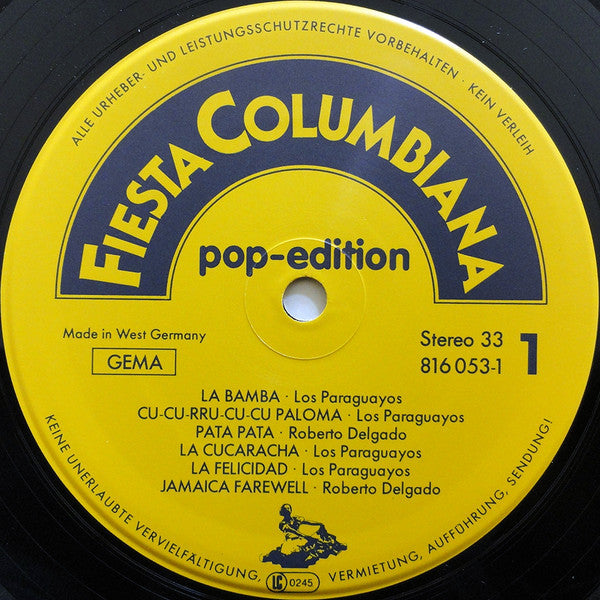 ALLE URHEBER- UND LEISTUNGSSCHUTZRECHTE VORBEHALTEN · KEIN VERLEIH
FIESTA COLUMBIANA
pop-edition
Made in West Germany
GEMA
Stereo 33
816 053-1
1
LA BAMBA · Los Paraguayos
CU-CU-RRU-CU-CU PALOMA · Los Paraguayos
PATA PATA · Roberto Delgado
LA CUCARACHA · Los Paraguayos
LA FELICIDAD · Los Paraguayos
JAMAICA FAREWELL · Roberto Delgado
KEINE UNERLAUBTE VERVIELFÄLTIGUNG, VERMIETUNG, AUFFÜHRUNG, SENDUNG!
LC 0245